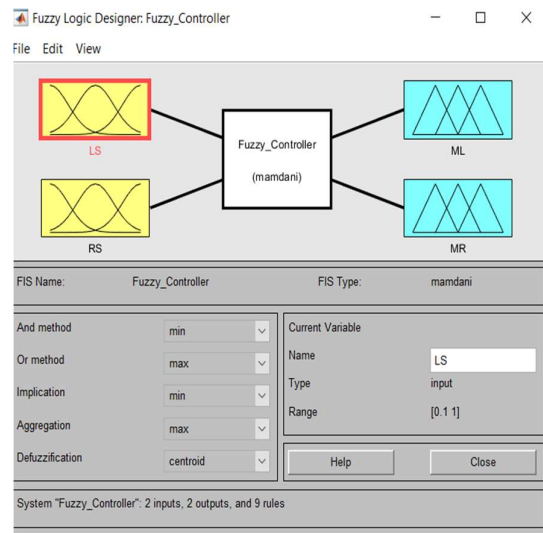 Fuzzy Logic Designer: Fuzzy_Controller
File Edit View
LS
RS
Fuzzy_Controller
(mamdani)
ML
MR
FIS Name: Fuzzy_Controller FIS Type: mamdani
And method min
Or method max
Implication min
Aggregation max
Defuzzification centroid
Current Variable
Name LS
Type input
Range [0.1 1]
Help Close
System "Fuzzy_Controller": 2 inputs, 2 outputs, and 9 rules